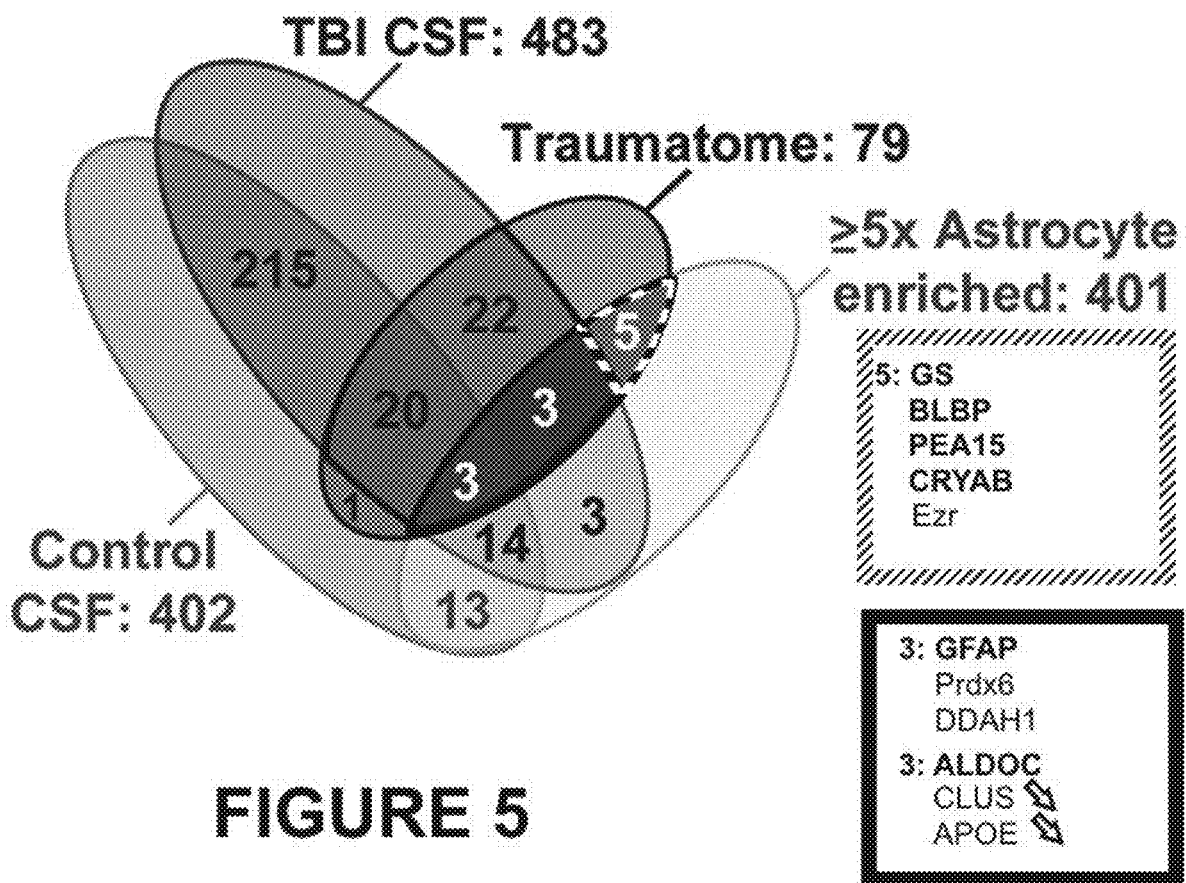 TBI CSF: 483
Traumatome: 79
≥5x Astrocyte
enriched: 401
215
22
5
20
3
3
1
14
3
13
Control
CSF: 402
5: GS
BLBP
PEA15
CRYAB
Ezr
3: GFAP
Prdx6
DDAH1
3: ALDOC
CLUS
APOE
FIGURE 5